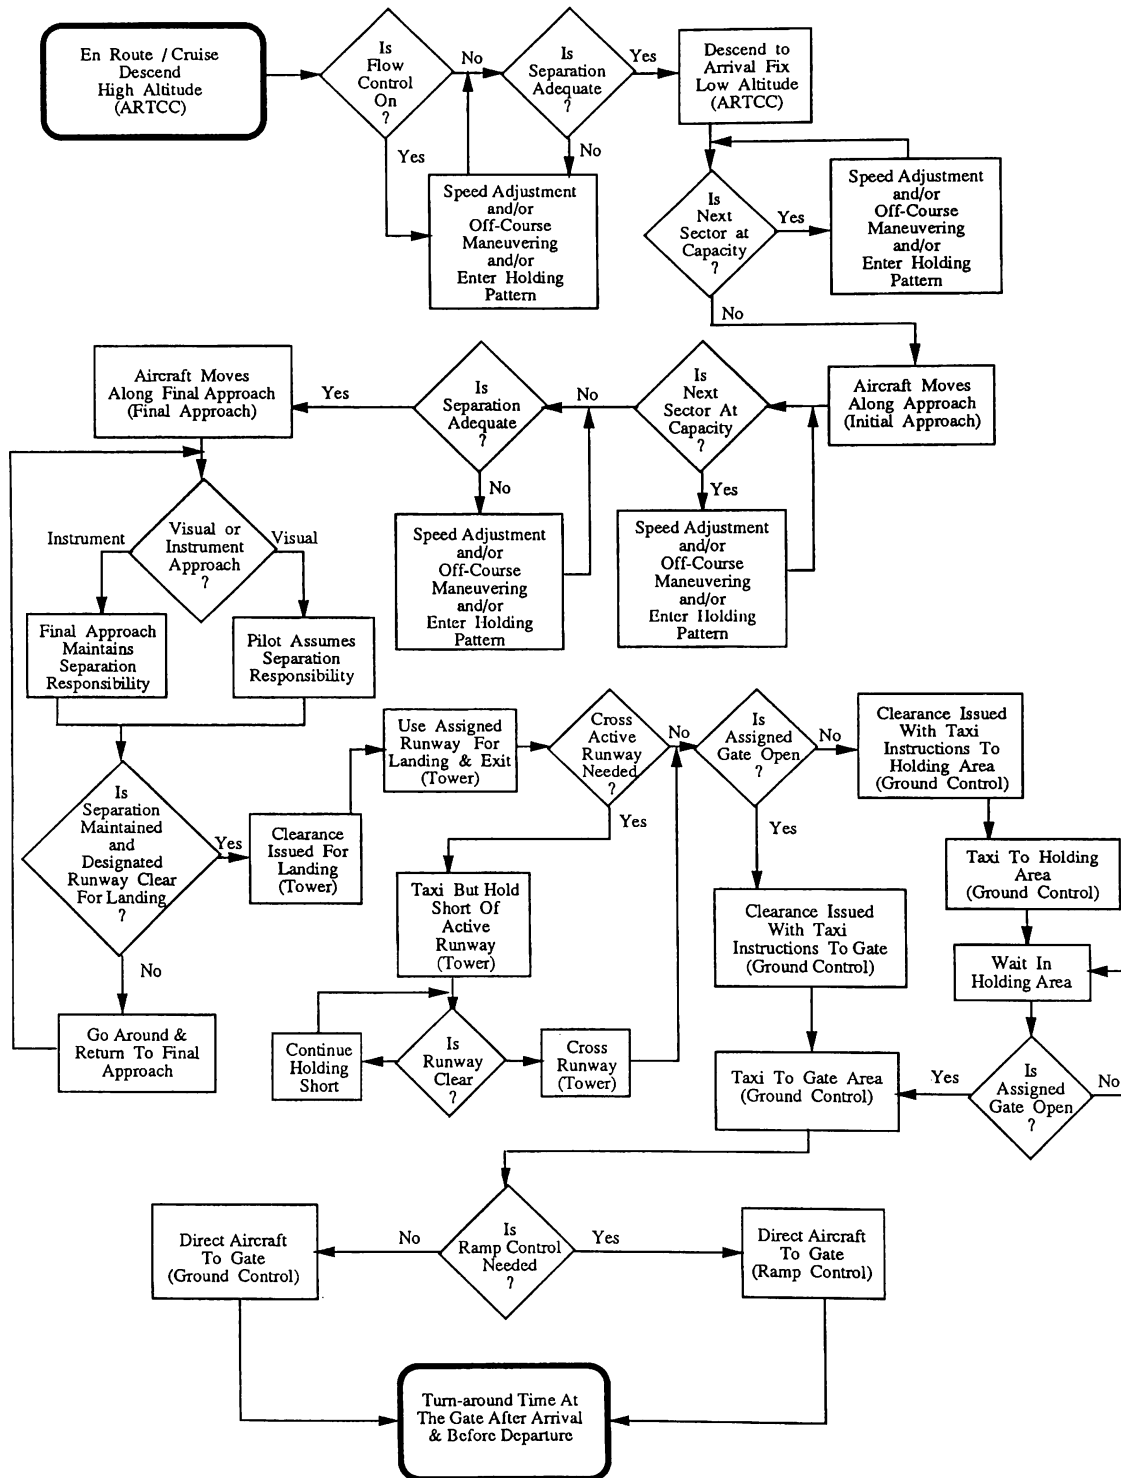 En Route / Cruise
Descend
High Altitude
(ARTCC)
Is
Flow
Control
On
?
No
Yes
Is
Separation
Adequate
?
Yes
No
Speed Adjustment
and/or
Off-Course
Maneuvering
and/or
Enter Holding
Pattern
Descend to
Arrival Fix
Low Altitude
(ARTCC)
Is
Next
Sector at
Capacity
?
Yes
No
Speed Adjustment
and/or
Off-Course
Maneuvering
and/or
Enter Holding
Pattern
Aircraft Moves
Along Approach
(Initial Approach)
Is
Next
Sector At
Capacity
?
No
Yes
Speed Adjustment
and/or
Off-Course
Maneuvering
and/or
Enter Holding
Pattern
Is
Separation
Adequate
?
Yes
No
Speed Adjustment
and/or
Off-Course
Maneuvering
and/or
Enter Holding
Pattern
Aircraft Moves
Along Final Approach
(Final Approach)
Visual or
Instrument
Approach
?
Instrument
Visual
Final Approach
Maintains
Separation
Responsibility
Pilot Assumes
Separation
Responsibility
Is
Separation
Maintained
and
Designated
Runway Clear
For Landing
?
Yes
No
Go Around &
Return To Final
Approach
Clearance
Issued For
Landing
(Tower)
Use Assigned
Runway For
Landing & Exit
(Tower)
Cross
Active
Runway
Needed
?
No
Yes
Taxi But Hold
Short Of
Active
Runway
(Tower)
Is
Runway
Clear
?
Continue
Holding
Short
Cross
Runway
(Tower)
Is
Assigned
Gate Open
?
No
Yes
Clearance Issued
With Taxi
Instructions To
Holding Area
(Ground Control)
Taxi To Holding
Area
(Ground Control)
Wait In
Holding Area
Is
Assigned
Gate Open
?
Yes
No
Clearance Issued
With Taxi
Instructions To Gate
(Ground Control)
Taxi To Gate Area
(Ground Control)
Is
Ramp Control
Needed
?
No
Yes
Direct Aircraft
To Gate
(Ground Control)
Direct Aircraft
To Gate
(Ramp Control)
Turn-around Time At
The Gate After Arrival
& Before Departure